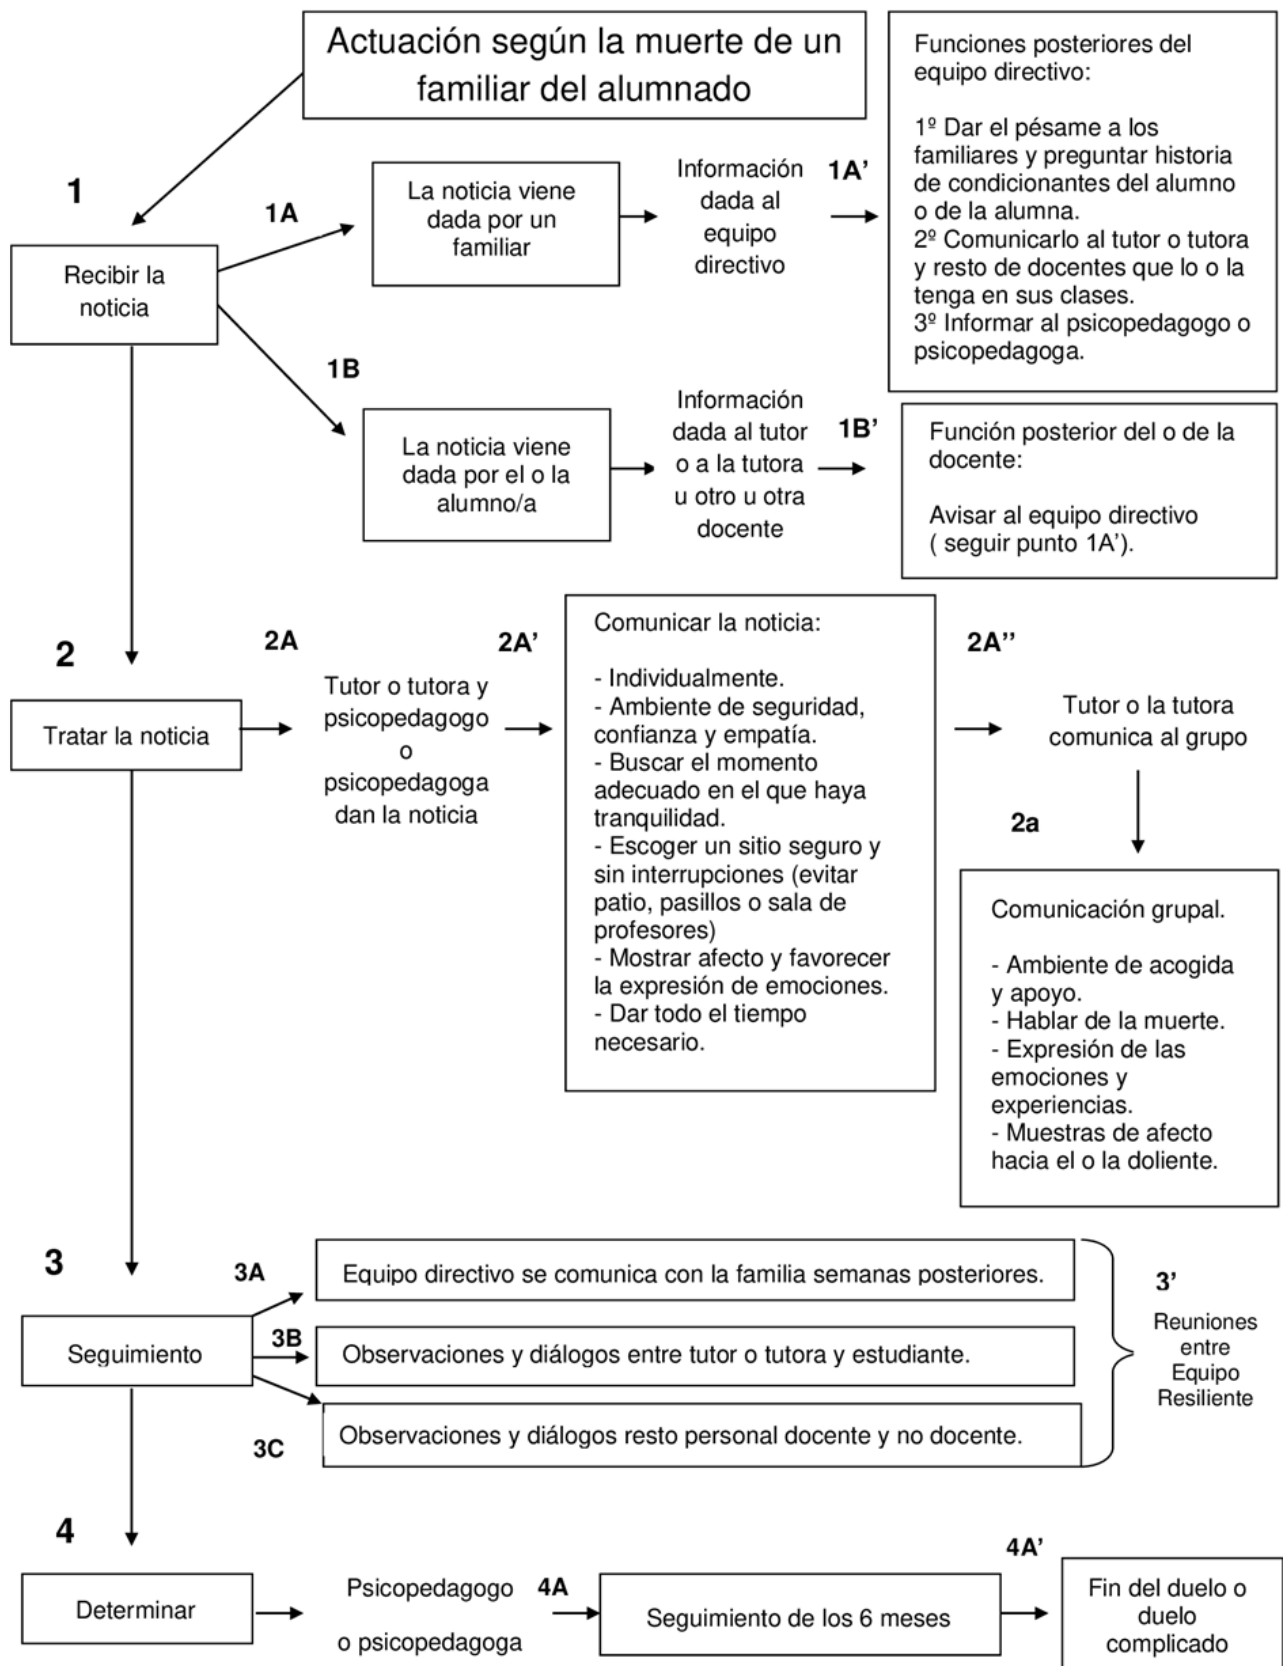 Actuación según la muerte de un
familiar del alumnado
1
Recibir la
noticia
1A
La noticia viene
dada por un
familiar
Información
dada al
equipo
directivo
1A’
Funciones posteriores del
equipo directivo:
1º Dar el pésame a los
familiares y preguntar historia
de condicionantes del alumno
o de la alumna.
2º Comunicarlo al tutor o tutora
y resto de docentes que lo o la
tenga en sus clases.
3º Informar al psicopedagogo o
psicopedagoga.
1B
La noticia viene
dada por el o la
alumno/a
Información
dada al tutor
o a la tutora
u otro u otra
docente
1B’
Función posterior del o de la
docente:
Avisar al equipo directivo
( seguir punto 1A’).
2
Tratar la noticia
2A
Tutor o tutora y
psicopedagogo
o
psicopedagoga
dan la noticia
2A’
Comunicar la noticia:
- Individualmente.
- Ambiente de seguridad,
confianza y empatía.
- Buscar el momento
adecuado en el que haya
tranquilidad.
- Escoger un sitio seguro y
sin interrupciones (evitar
patio, pasillos o sala de
profesores)
- Mostrar afecto y favorecer
la expresión de emociones.
- Dar todo el tiempo
necesario.
2A’’
Tutor o la tutora
comunica al grupo
2a
Comunicación grupal.
- Ambiente de acogida
y apoyo.
- Hablar de la muerte.
- Expresión de las
emociones y
experiencias.
- Muestras de afecto
hacia el o la doliente.
3
Seguimiento
3A
Equipo directivo se comunica con la familia semanas posteriores.
3B
Observaciones y diálogos entre tutor o tutora y estudiante.
3C
Observaciones y diálogos resto personal docente y no docente.
3’
Reuniones
entre
Equipo
Resiliente
4
Determinar
Psicopedagogo
o psicopedagoga
4A
Seguimiento de los 6 meses
4A’
Fin del duelo o
duelo
complicado